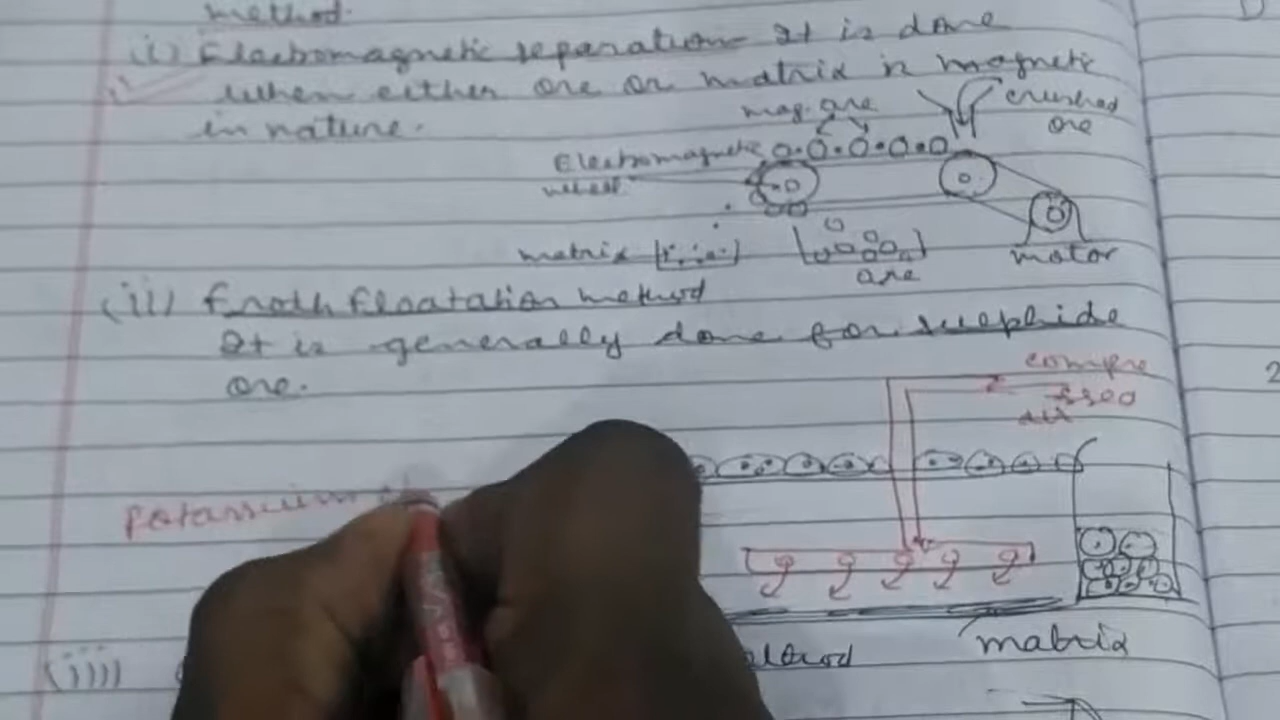 method.
(i) Electromagnetic separation It is done
when either ore or matrix is magnetic
in nature.
mag. ore
crushed
ore
Electromagnetic
wheel
matrix
ore
motor
(ii) froth floatation method
It is generally done for sulphide
ore.
compre
ssed
air
Potassium
matrix
(iii)